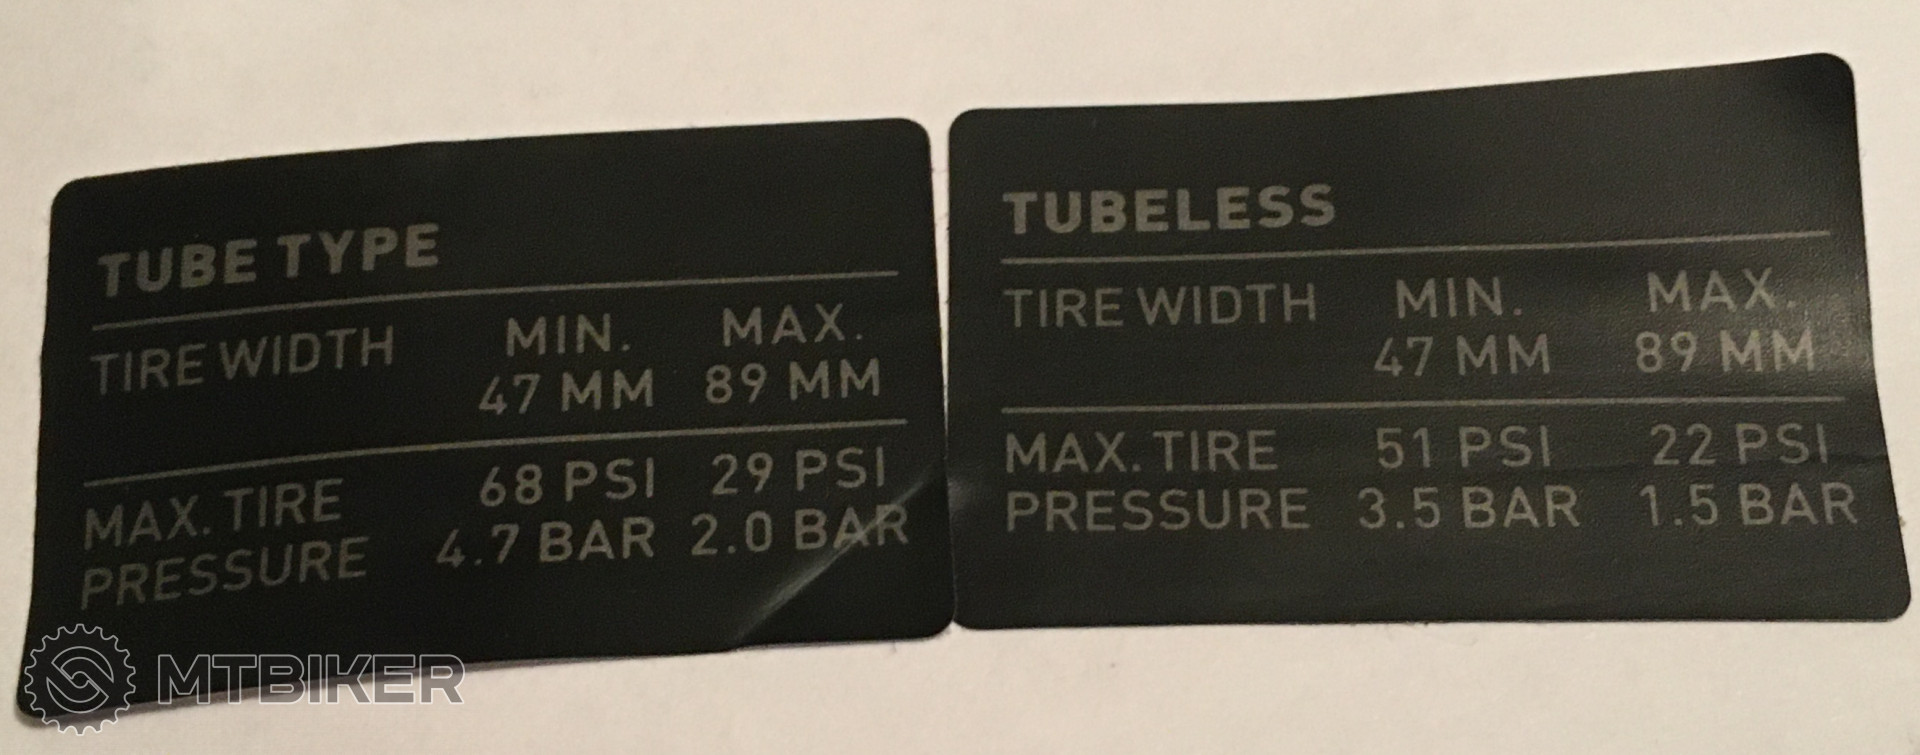 TUBE TYPE
TIRE WIDTH MIN. MAX.
47 MM 89 MM
MAX. TIRE 68 PSI 29 PSI
PRESSURE 4.7 BAR 2.0 BAR
TUBELESS
TIRE WIDTH MIN. MAX.
47 MM 89 MM
MAX. TIRE 51 PSI 22 PSI
PRESSURE 3.5 BAR 1.5 BAR
MTBIKER